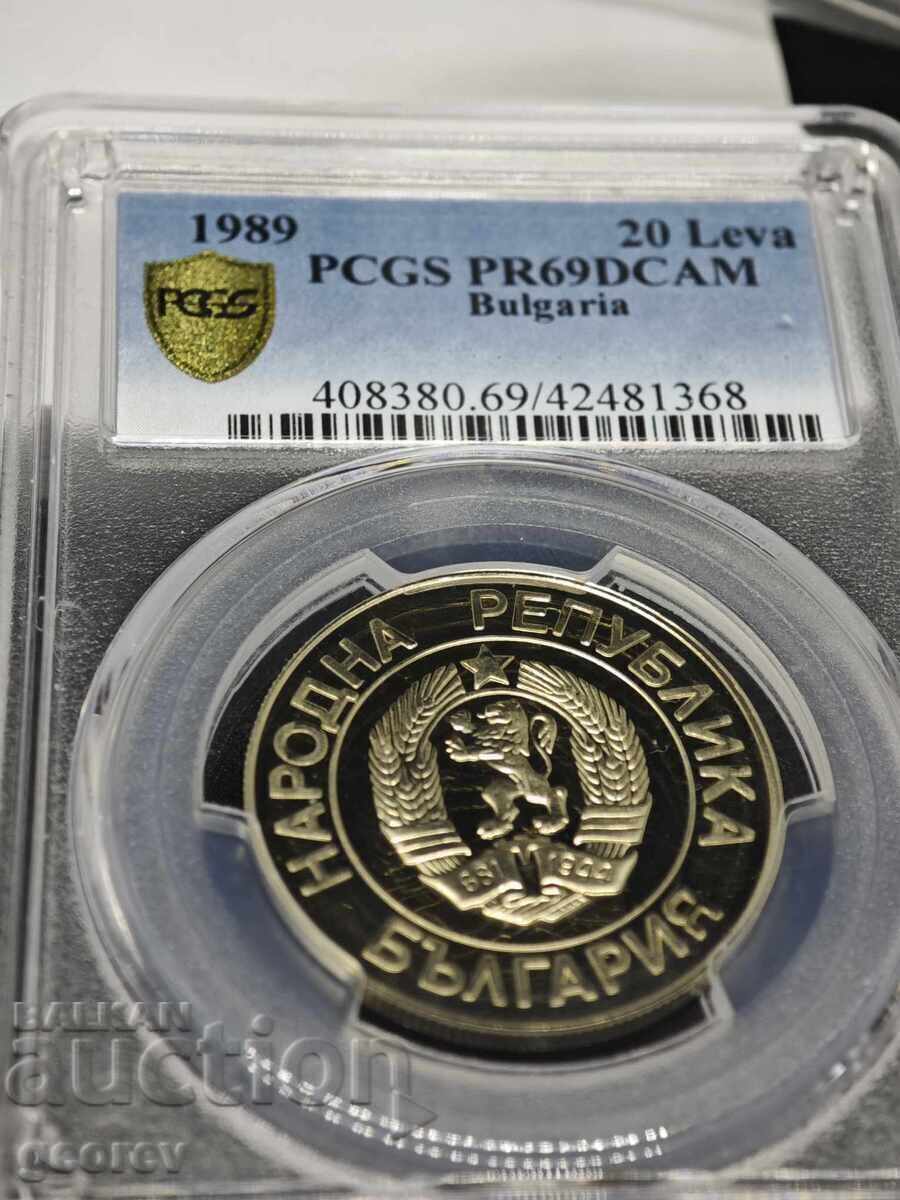 1989 20 Leva
PCGS PR69DCAM
Bulgaria
PCGS
408380.69/42481368
НАРОДНА РЕПУБЛИКА
БЪЛГАРИЯ
681 1944
BALKAN
auction
georev